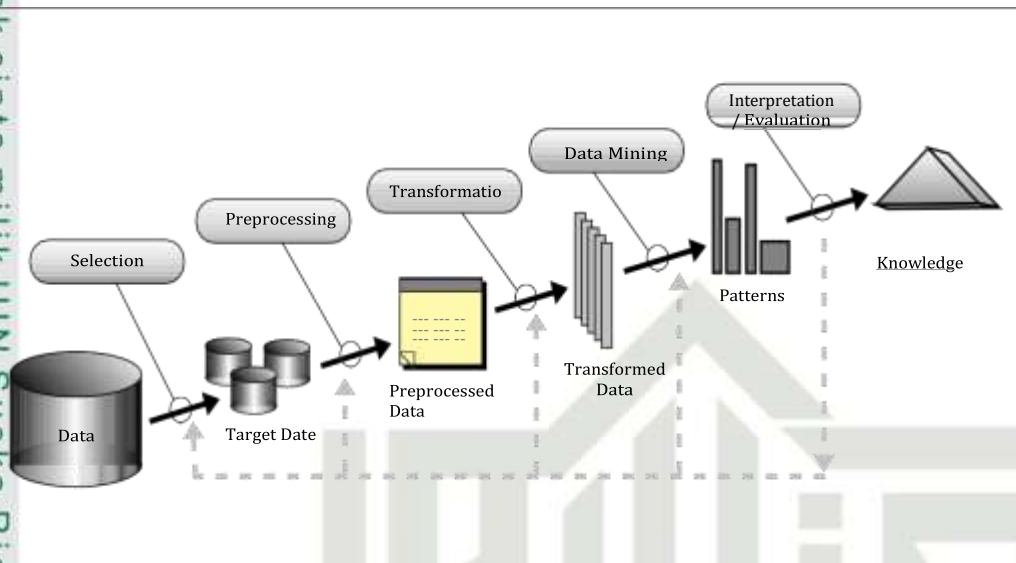 Interpretation
/ Evaluation
Data Mining
Transformatio
Preprocessing
Selection
Knowledge
Patterns
Transformed
Data
Preprocessed
Data
Target Date
Data